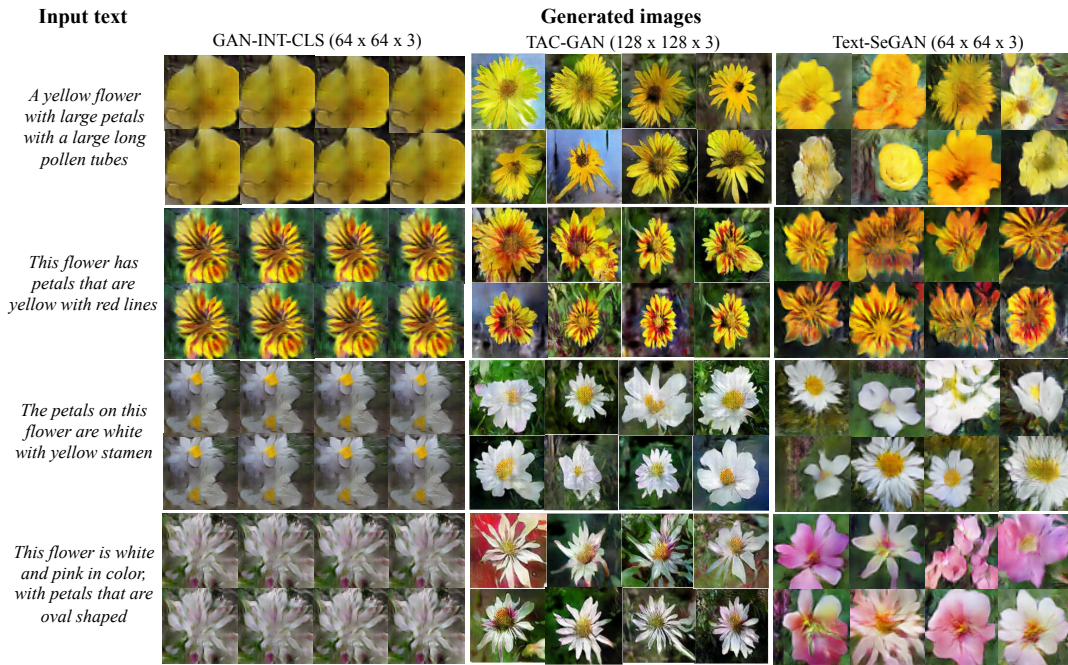 Input text
Generated images
GAN-INT-CLS (64 x 64 x 3)
TAC-GAN (128 x 128 x 3)
Text-SeGAN (64 x 64 x 3)
A yellow flower
with large petals
with a large long
pollen tubes
This flower has
petals that are
yellow with red lines
The petals on this
flower are white
with yellow stamen
This flower is white
and pink in color,
with petals that are
oval shaped